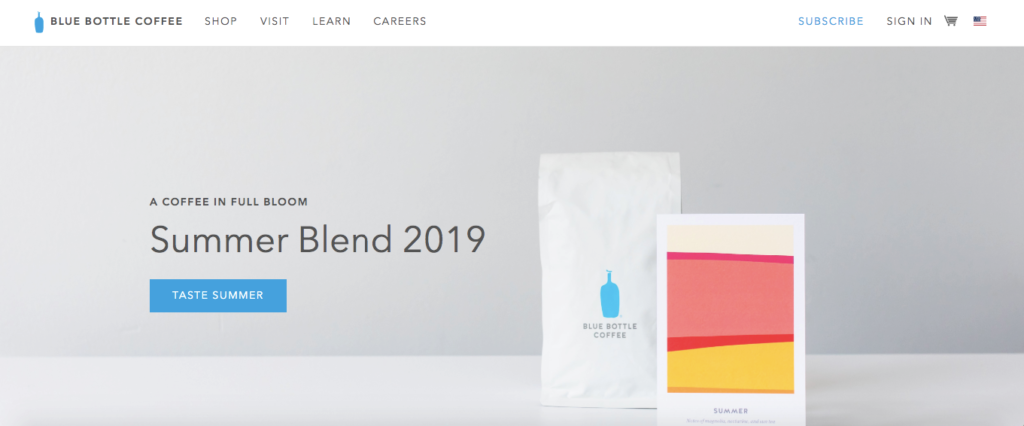 BLUE BOTTLE COFFEE
SHOP
VISIT
LEARN
CAREERS
SUBSCRIBE
SIGN IN
A COFFEE IN FULL BLOOM
Summer Blend 2019
TASTE SUMMER
BLUE BOTTLE
COFFEE
SUMMER